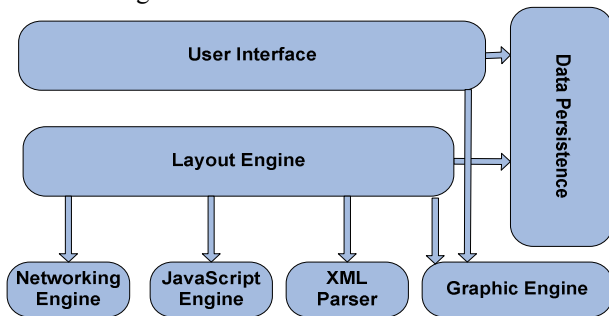 User Interface
Data Persistence
Layout Engine
Networking
Engine
JavaScript
Engine
XML
Parser
Graphic Engine